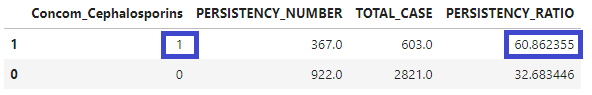 Concom_Cephalosporins PERSISTENCY_NUMBER TOTAL_CASE PERSISTENCY_RATIO
1 1 367.0 603.0 60.862355
0 0 922.0 2821.0 32.683446